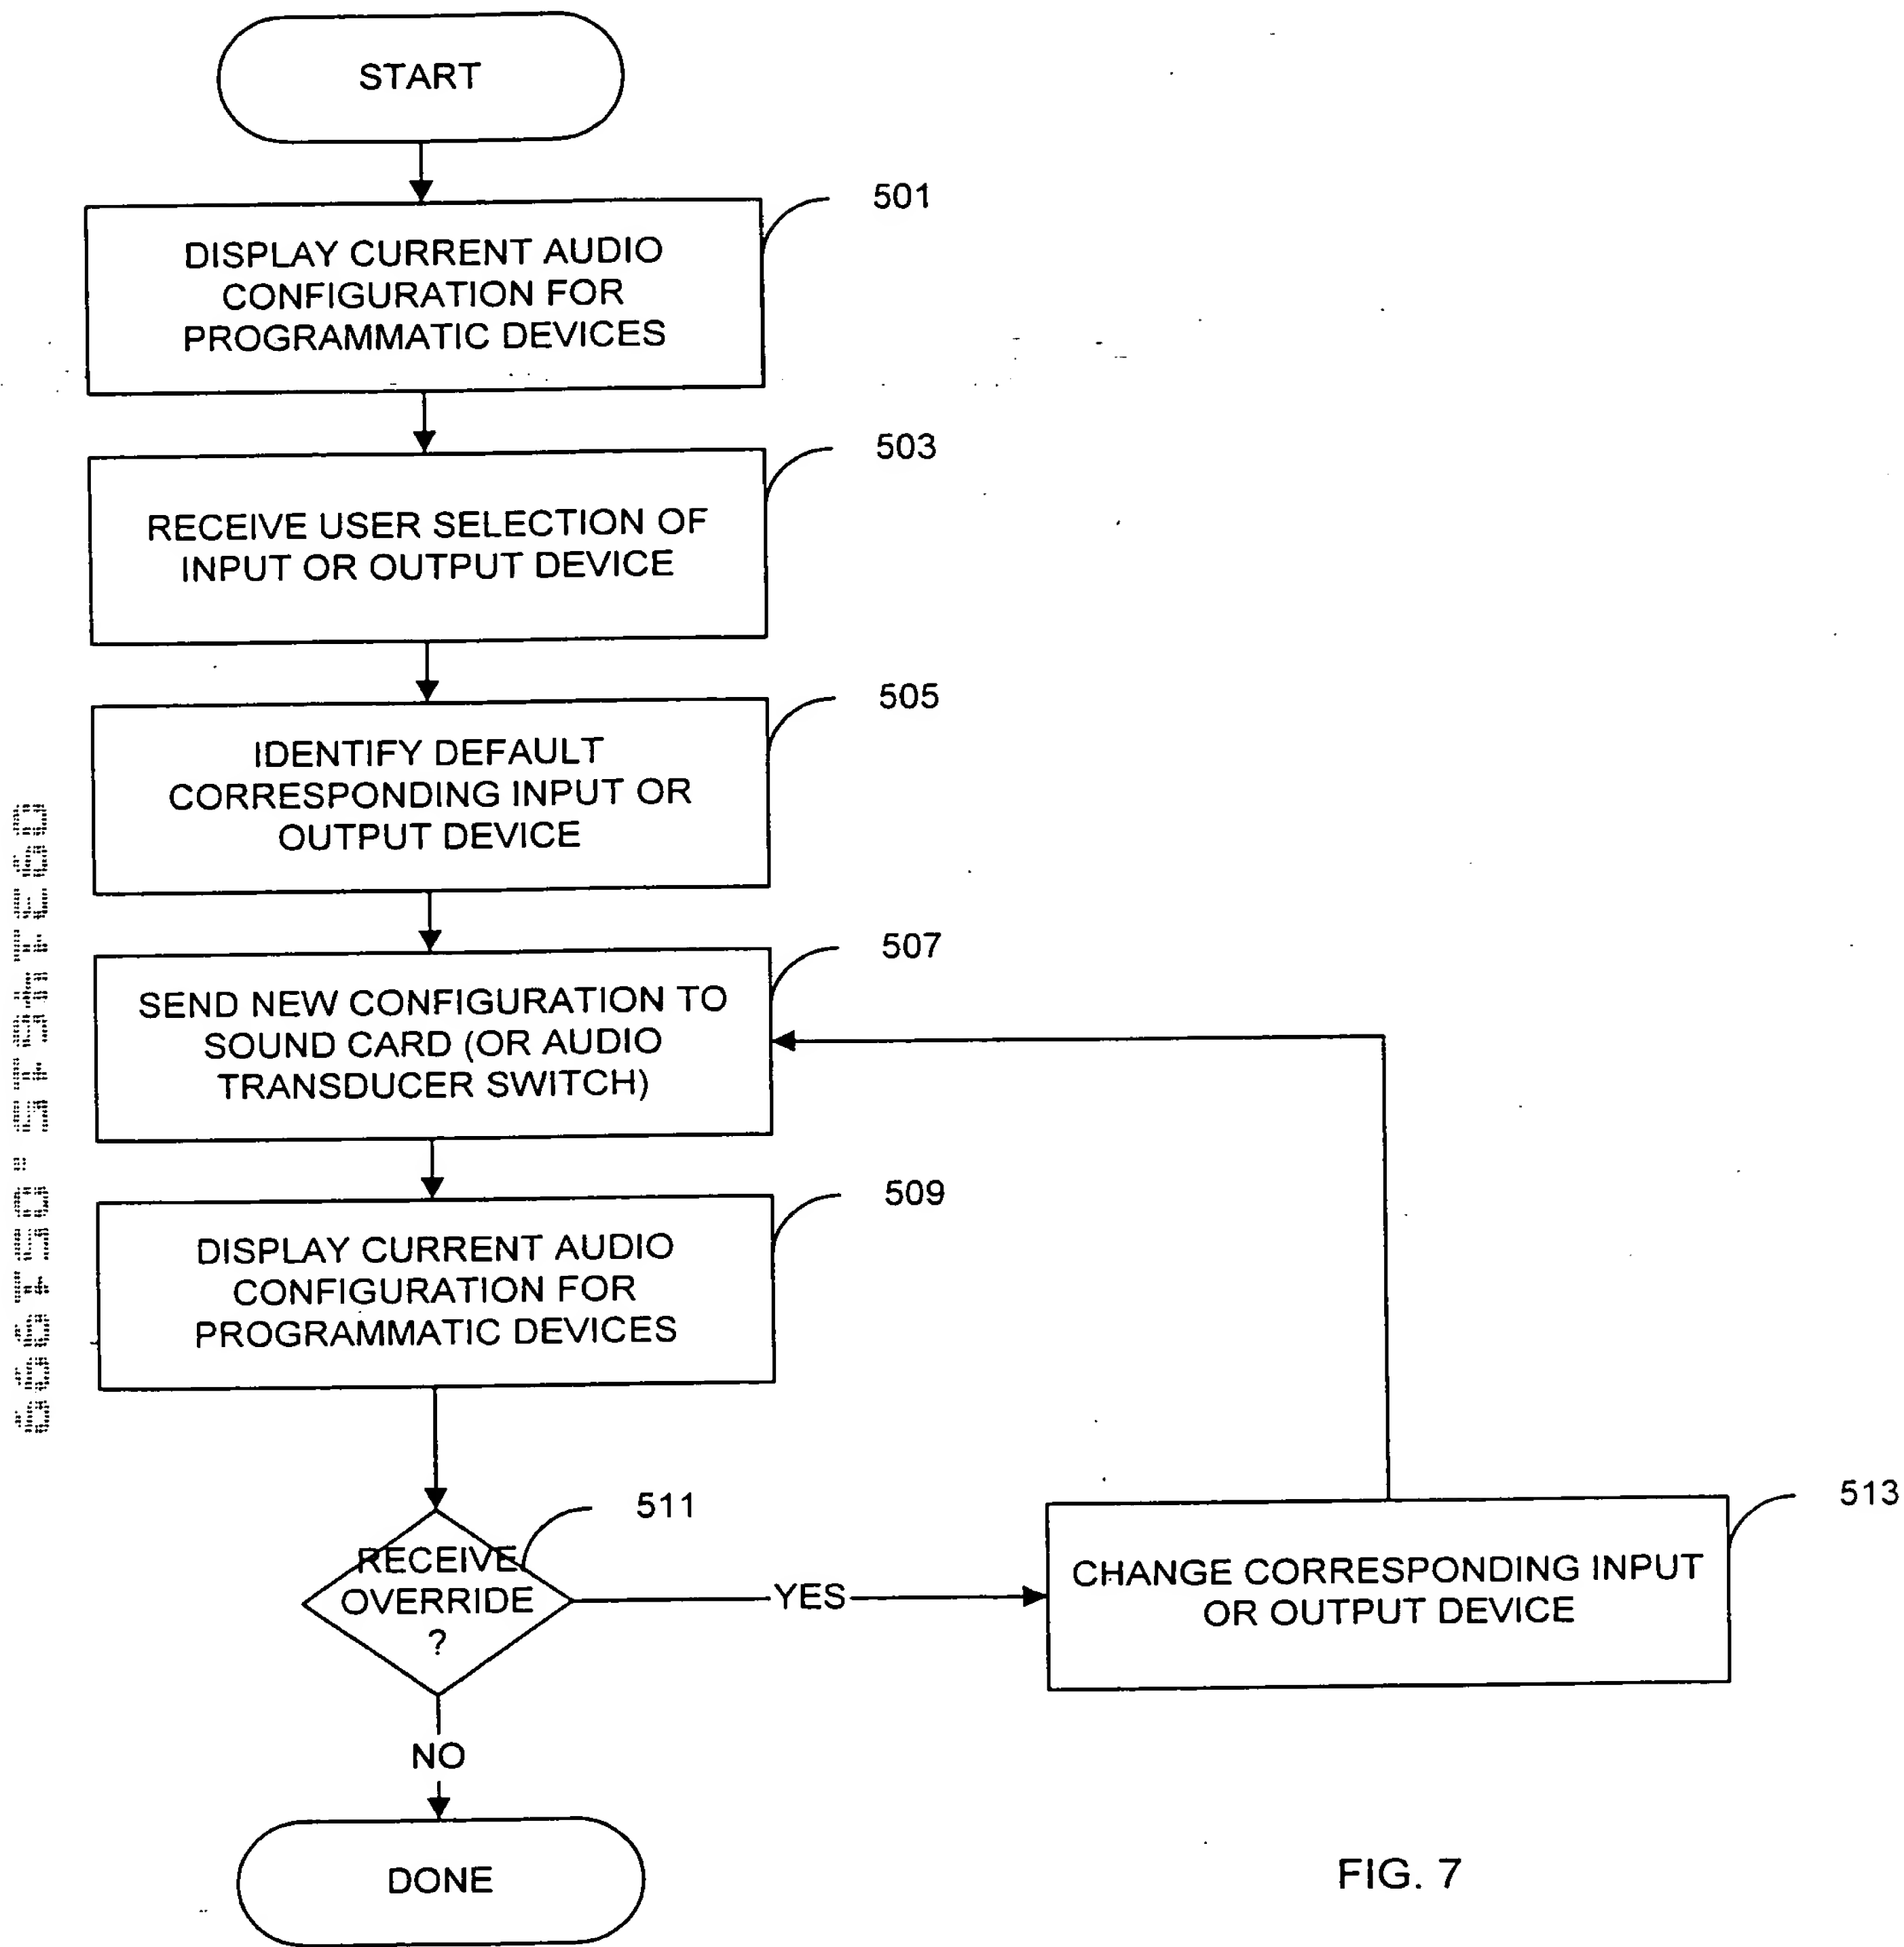 START
501
DISPLAY CURRENT AUDIO
CONFIGURATION FOR
PROGRAMMATIC DEVICES
503
RECEIVE USER SELECTION OF
INPUT OR OUTPUT DEVICE
505
IDENTIFY DEFAULT
CORRESPONDING INPUT OR
OUTPUT DEVICE
507
SEND NEW CONFIGURATION TO
SOUND CARD (OR AUDIO
TRANSDUCER SWITCH)
509
DISPLAY CURRENT AUDIO
CONFIGURATION FOR
PROGRAMMATIC DEVICES
511
RECEIVE
OVERRIDE
?
YES
513
CHANGE CORRESPONDING INPUT
OR OUTPUT DEVICE
NO
DONE
FIG. 7